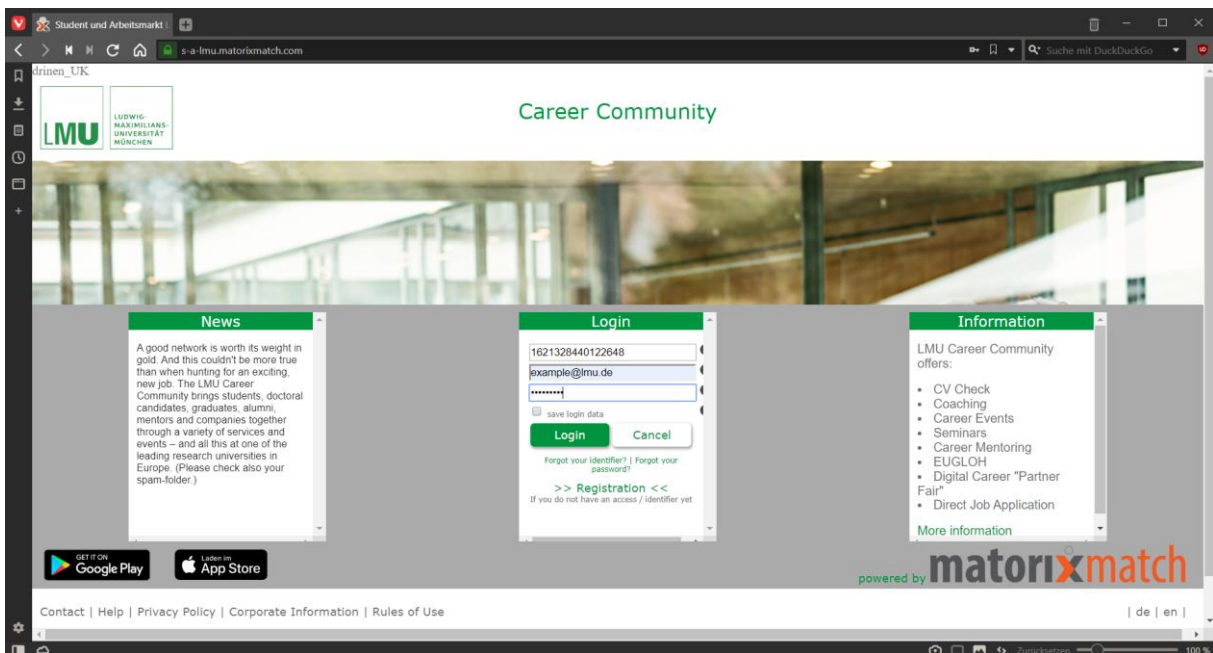 Student und Arbeitsmarkt
s-a-lmu.matorixmatch.com
Suche mit DuckDuckGo
drinen_UK
LMU
LUDWIG-
MAXIMILIANS-
UNIVERSITÄT
MÜNCHEN
Career Community
News
A good network is worth its weight in
gold. And this couldn't be more true
than when hunting for an exciting,
new job. The LMU Career
Community brings students, doctoral
candidates, graduates, alumni,
mentors and companies together
through a variety of services and
events – and all this at one of the
leading research universities in
Europe. (Please check also your
spam-folder.)
Login
1621328440122648
example@lmu.de
•••••••••
save login data
Login Cancel
Forgot your identifier? | Forgot your
password?
>> Registration <<
If you do not have an access / identifier yet
Information
LMU Career Community
offers:
• CV Check
• Coaching
• Career Events
• Seminars
• Career Mentoring
• EUGLOH
• Digital Career "Partner
Fair"
• Direct Job Application
More information
GET IT ON
Google Play
Laden im
App Store
powered by matorixmatch
Contact | Help | Privacy Policy | Corporate Information | Rules of Use
| de | en |
Zurücksetzen 100 %